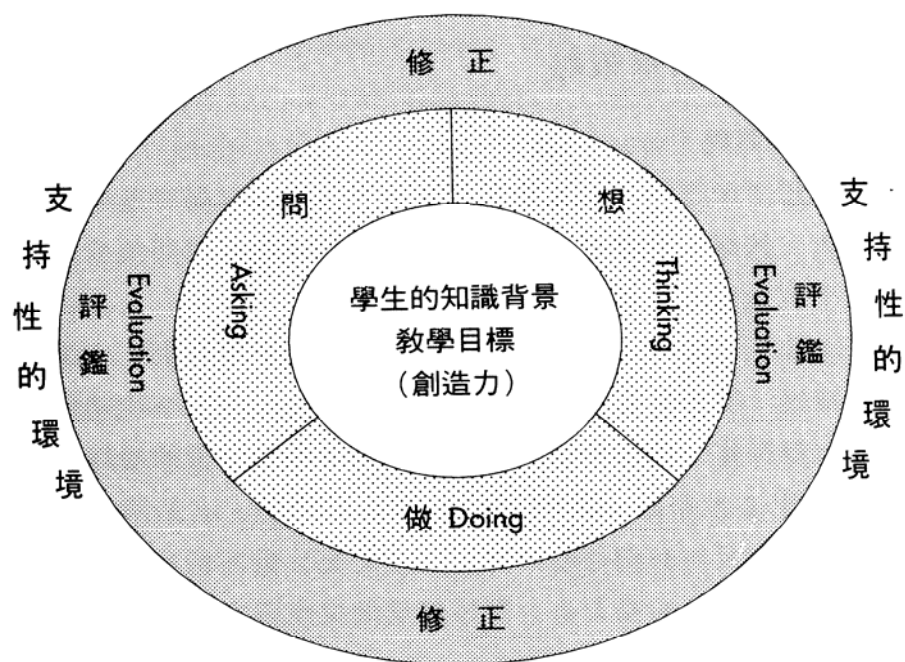 修 正
支持性的環境
評鑑
Evaluation
問
Asking
想
Thinking
學生的知識背景
教學目標
（創造力）
做 Doing
Evaluation
評鑑
支持性的環境
修 正